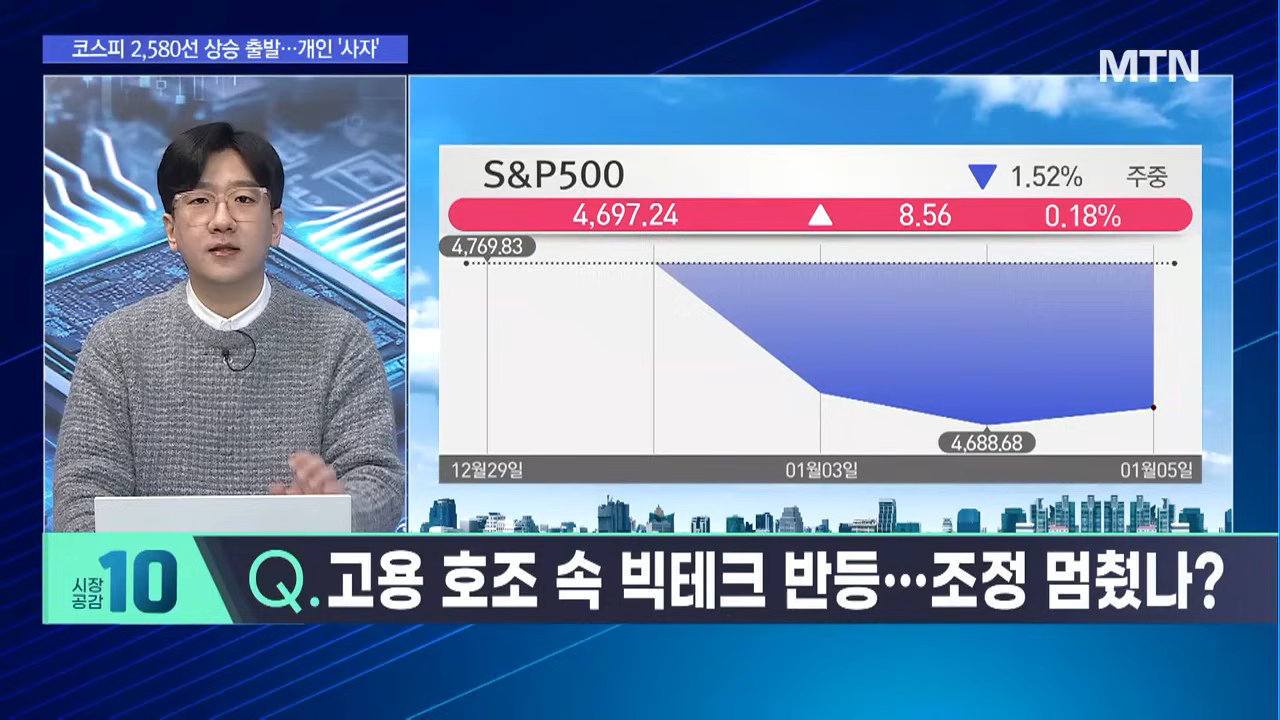 코스피 2,580선 상승 출발…개인 '사자'
MTN
S&P500 ▼ 1.52% 주중
4,697.24 ▲ 8.56 0.18%
4,769.83
4,688.68
12월29일 01월03일 01월05일
시장공감10
Q.고용 호조 속 빅테크 반등…조정 멈췄나?